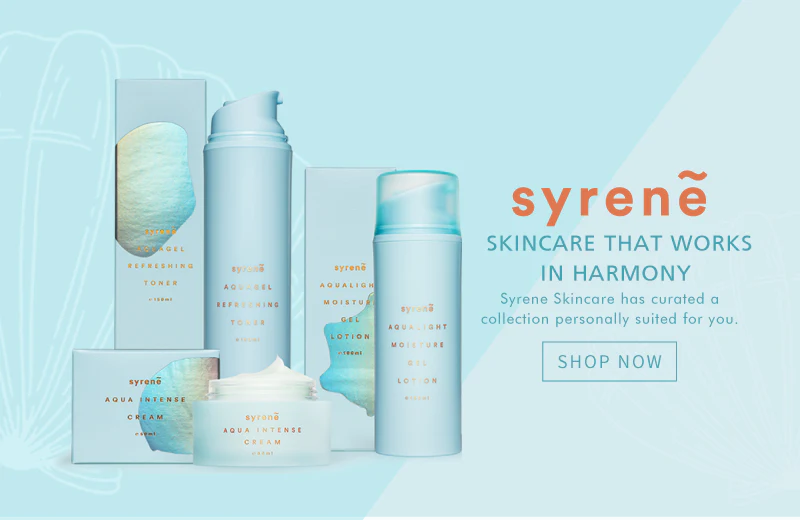 syrenẽ
AQUAGEL
REFRESHING
TONER
syrenẽ
AQUAGEL
REFRESHING
TONER
syrenẽ
AQUALIGHT
MOISTURE
GEL
LOTION
syrenẽ
AQUALIGHT
MOISTURE
GEL
LOTION
syrenẽ
AQUA INTENSE
CREAM
syrenẽ
AQUA INTENSE
CREAM
syrenẽ
SKINCARE THAT WORKS
IN HARMONY
Syrene Skincare has curated a
collection personally suited for you.
SHOP NOW